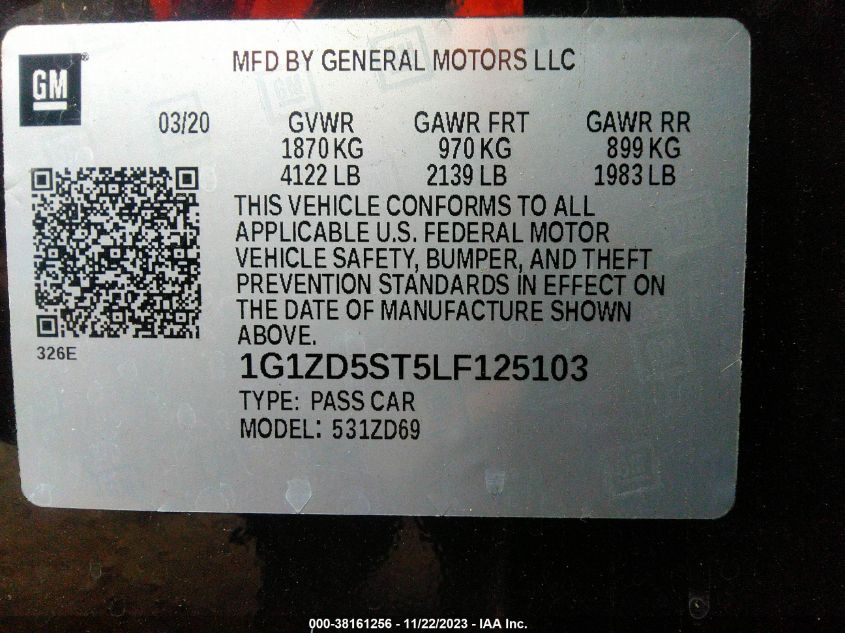 GM ®
MFD BY GENERAL MOTORS LLC
03/20 GVWR GAWR FRT GAWR RR
1870 KG 970 KG 899 KG
4122 LB 2139 LB 1983 LB
THIS VEHICLE CONFORMS TO ALL
APPLICABLE U.S. FEDERAL MOTOR
VEHICLE SAFETY, BUMPER, AND THEFT
PREVENTION STANDARDS IN EFFECT ON
THE DATE OF MANUFACTURE SHOWN
ABOVE.
326E
1G1ZD5ST5LF125103
TYPE: PASS CAR
MODEL: 531ZD69
000-38161256 - 11/22/2023 - IAA Inc.